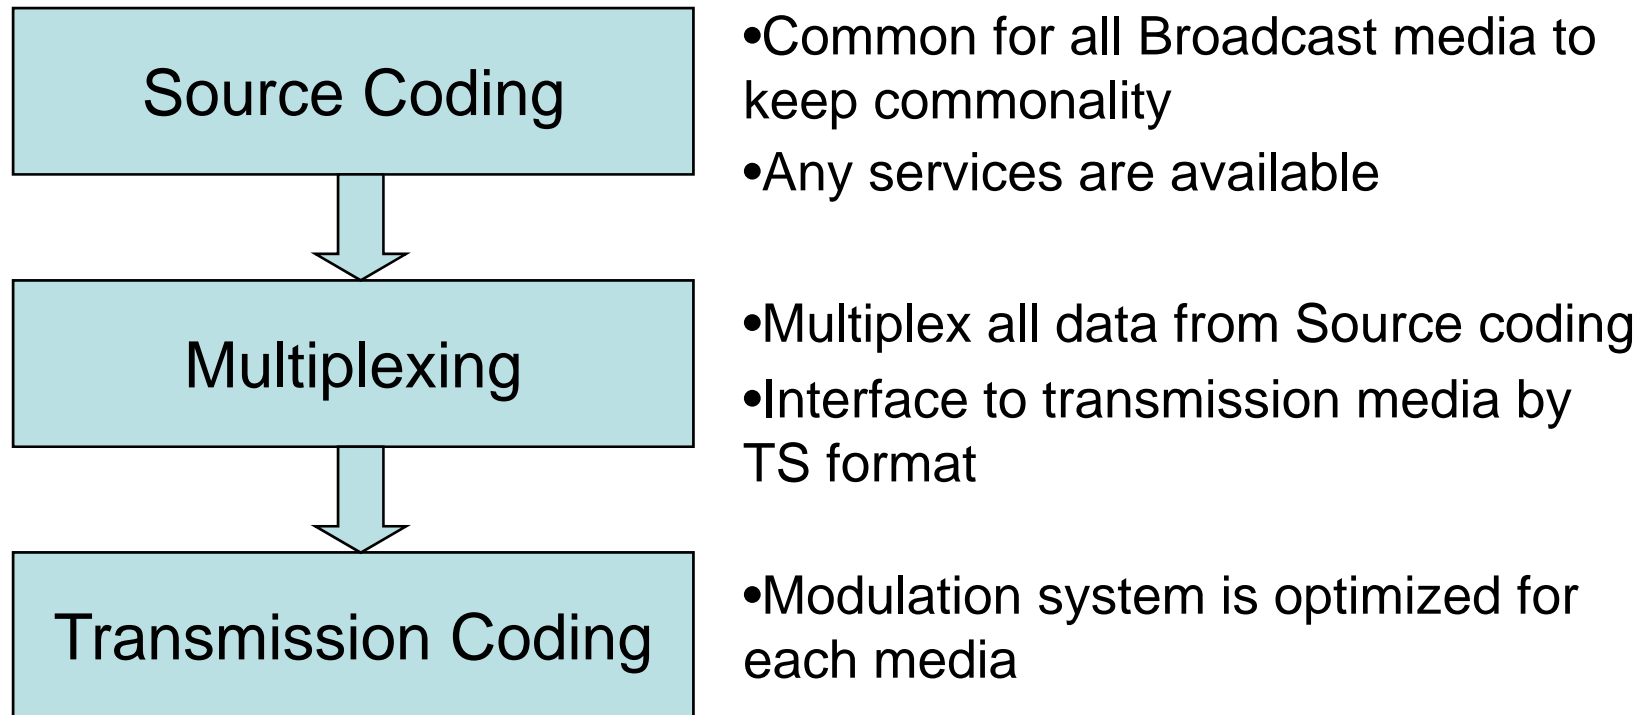 Source Coding
•Common for all Broadcast media to
keep commonality
•Any services are available
Multiplexing
•Multiplex all data from Source coding
•Interface to transmission media by
TS format
Transmission Coding
•Modulation system is optimized for
each media